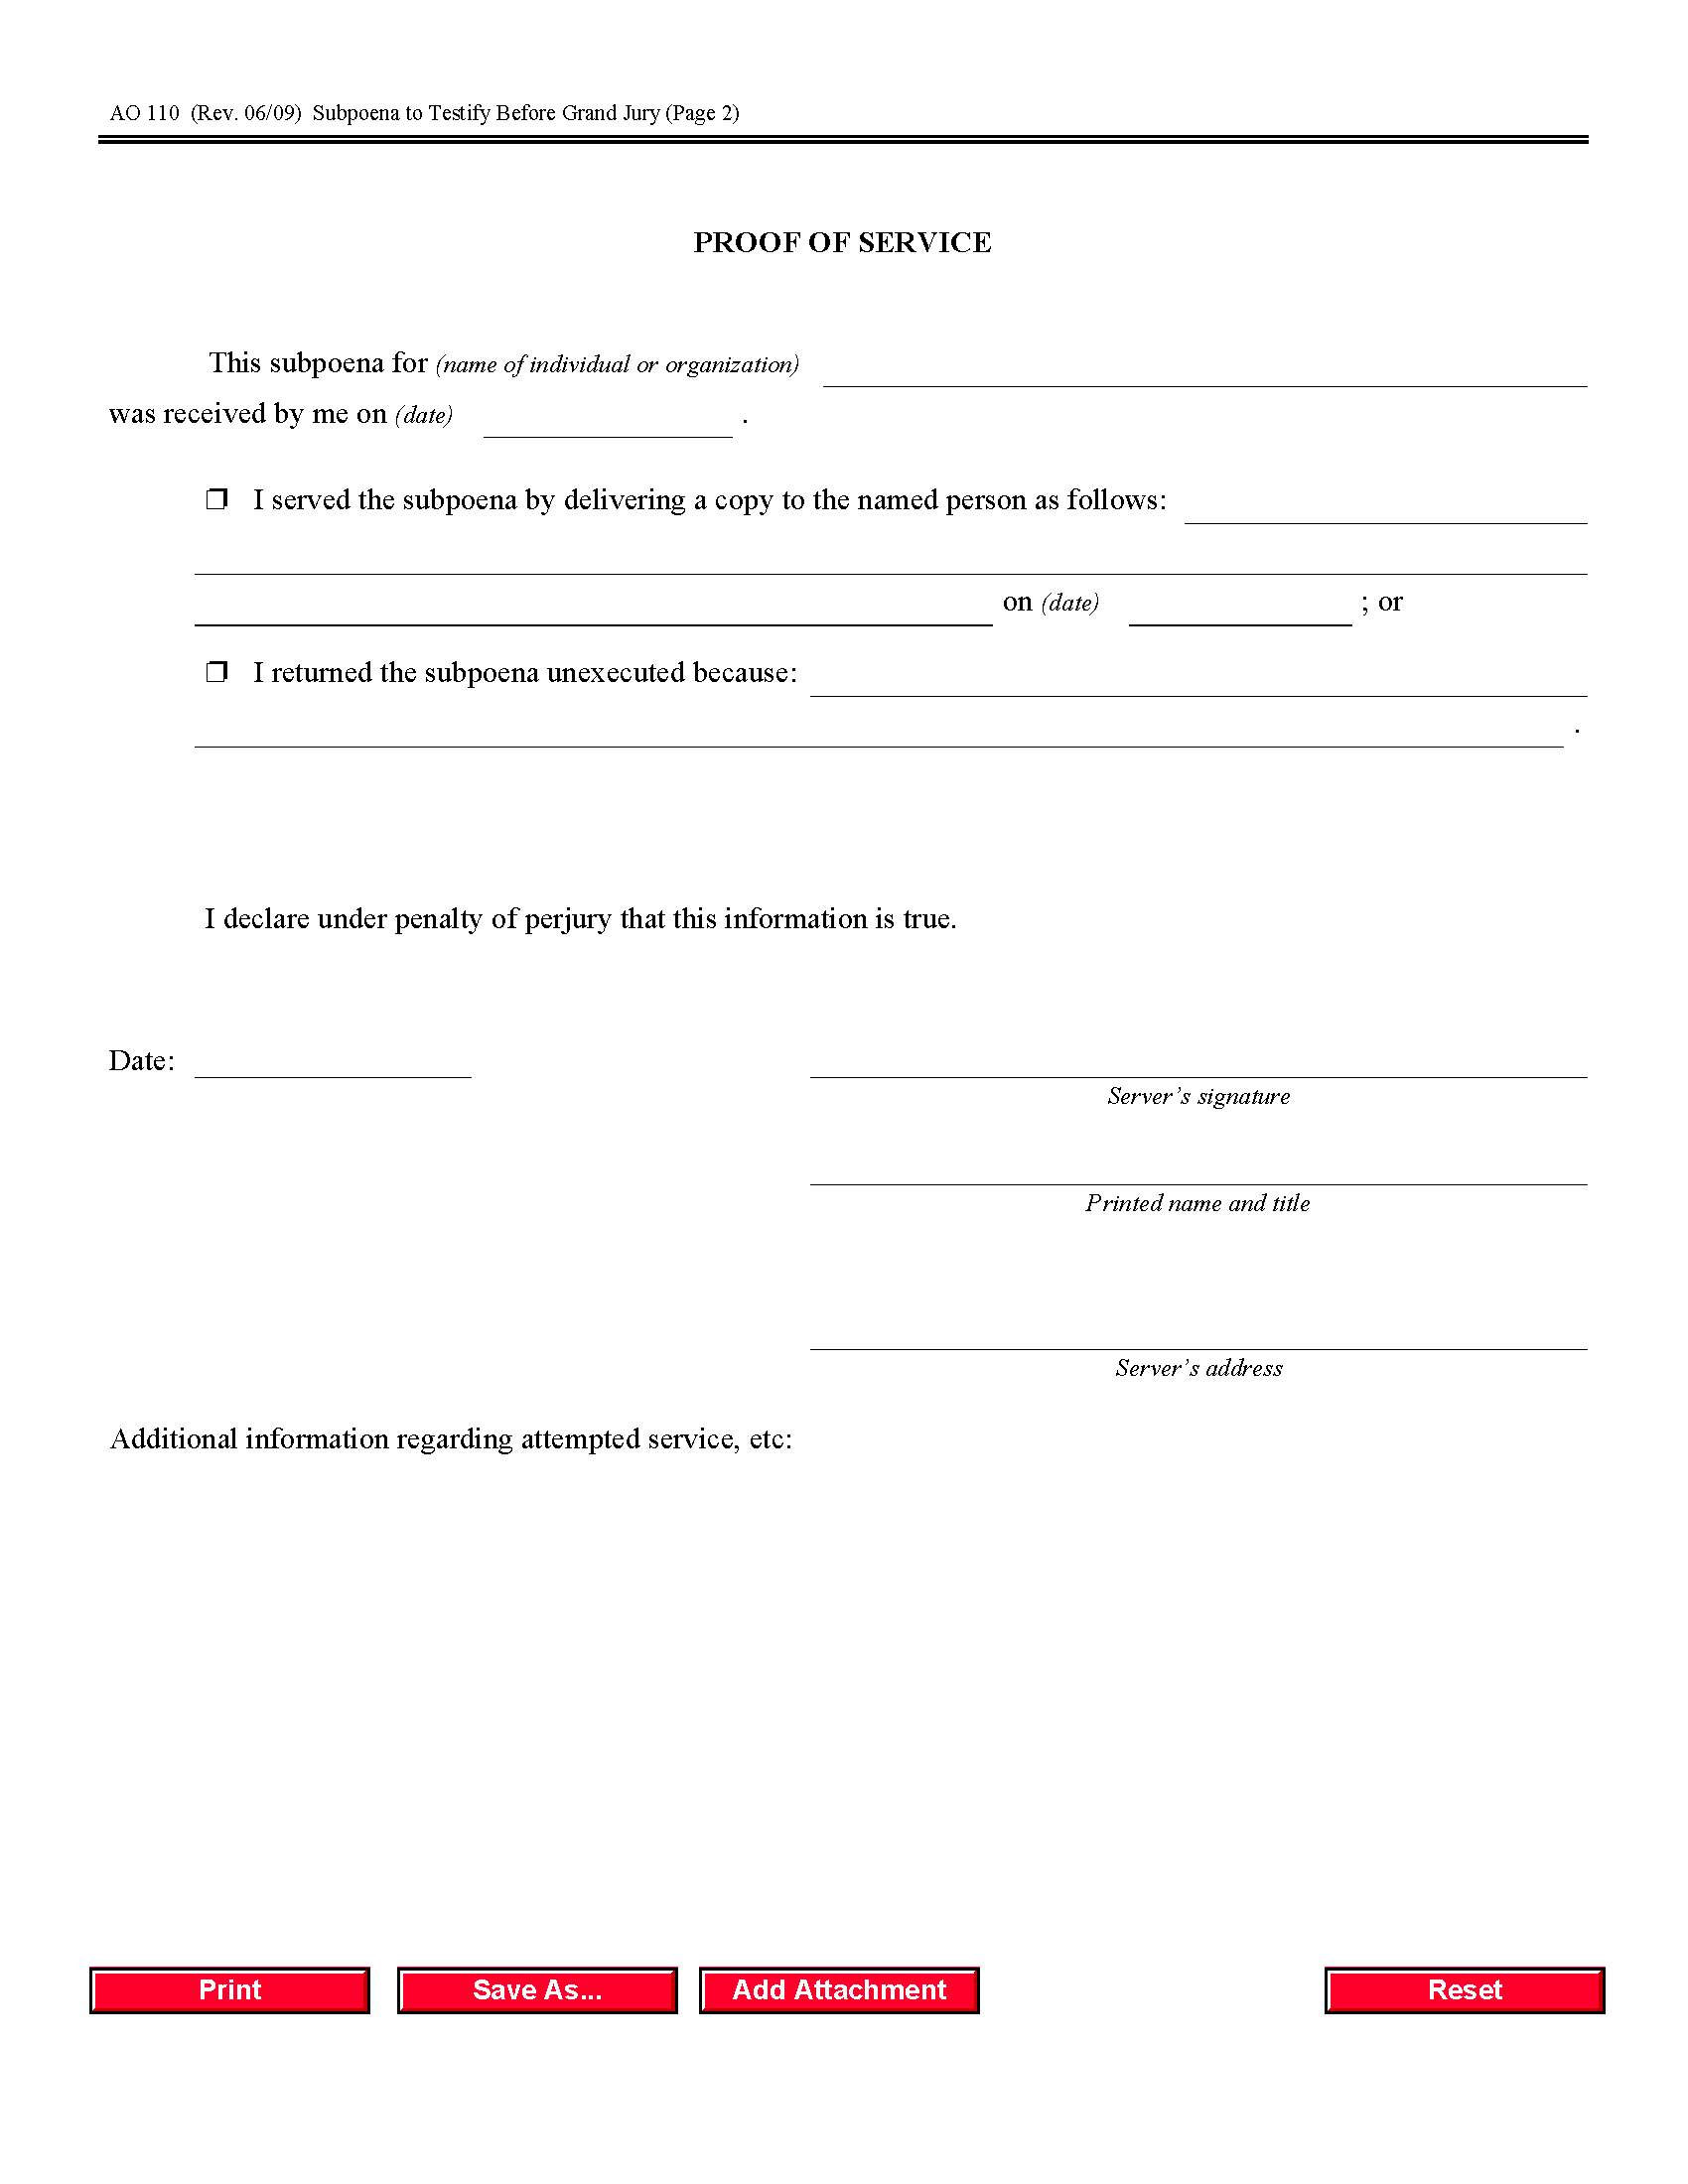 AO 110 (Rev. 06/09) Subpoena to Testify Before Grand Jury (Page 2)
PROOF OF SERVICE
This subpoena for (name of individual or organization)
was received by me on (date) .
❒ I served the subpoena by delivering a copy to the named person as follows:
on (date) ; or
❒ I returned the subpoena unexecuted because:
.
I declare under penalty of perjury that this information is true.
Date:
Server’s signature
Printed name and title
Server’s address
Additional information regarding attempted service, etc:
Print Save As... Add Attachment Reset